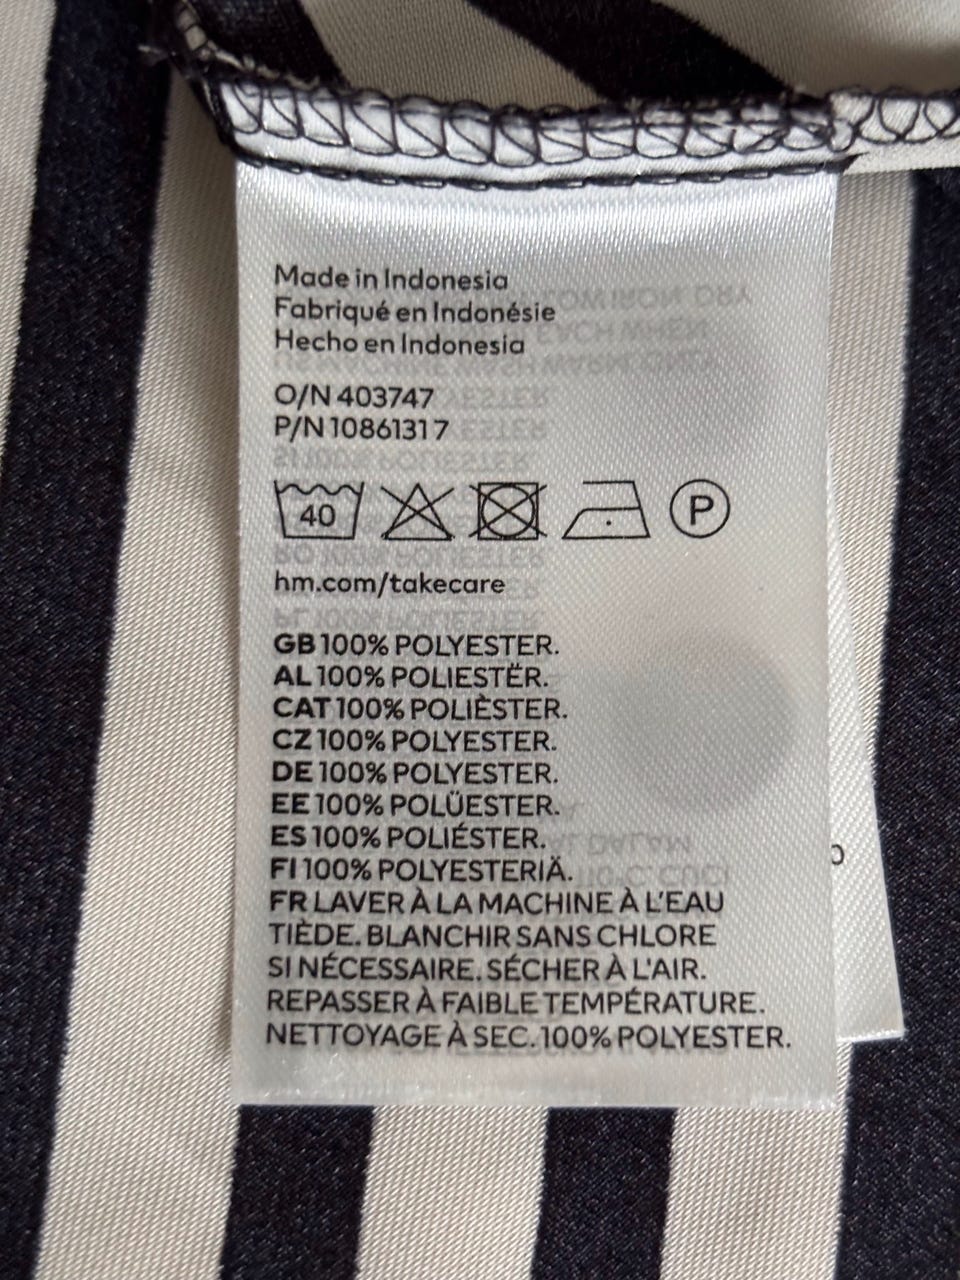 Made in Indonesia
Fabriqué en Indonésie
Hecho en Indonesia
O/N 403747
P/N 10861317
40 P
hm.com/takecare
GB 100% POLYESTER.
AL 100% POLIESTËR.
CAT 100% POLIÈSTER.
CZ 100% POLYESTER.
DE 100% POLYESTER.
EE 100% POLÜESTER.
ES 100% POLIÉSTER.
FI 100% POLYESTERIÄ.
FR LAVER À LA MACHINE À L'EAU
TIÈDE. BLANCHIR SANS CHLORE
SI NÉCESSAIRE. SÉCHER À L'AIR.
REPASSER À FAIBLE TEMPÉRATURE.
NETTOYAGE À SEC. 100% POLYESTER.